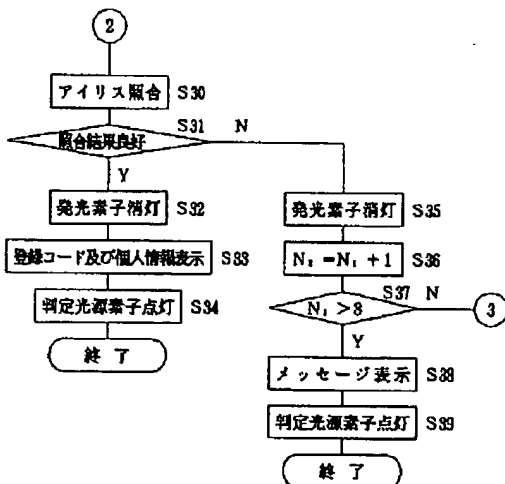 2
アイリス照合 S30
照合結果良好 S31 N
Y
発光素子消灯 S32
登録コード及び個人情報表示 S33
判定光源素子点灯 S34
終了
発光素子消灯 S35
N₂ =N₁ +1 S36
N₁ >3 S37 N
3
Y
メッセージ表示 S38
判定光源素子点灯 S39
終了